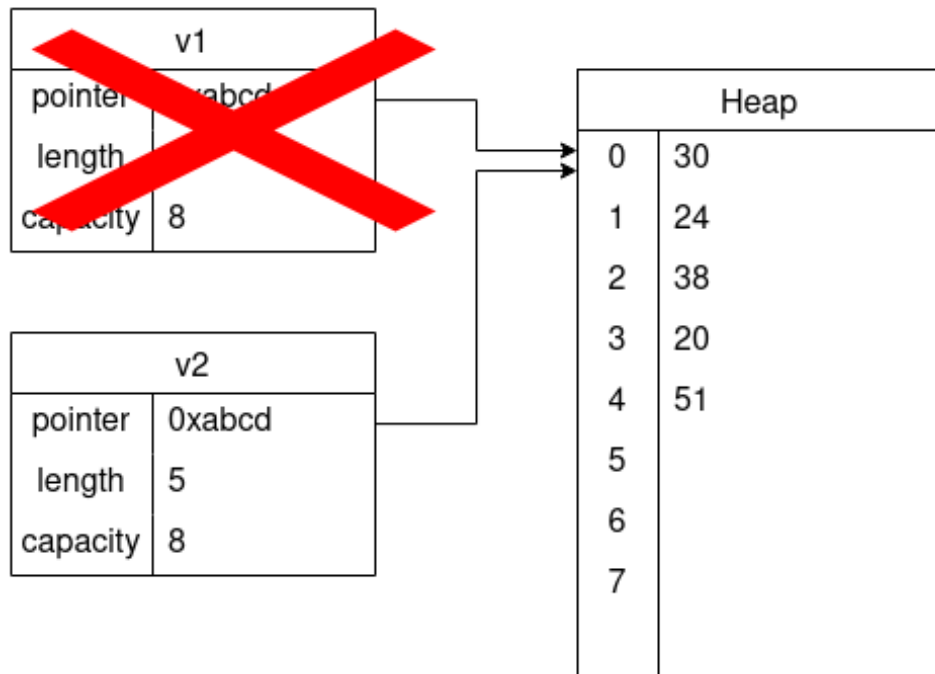 v1
pointer
length
capacity 8
v2
pointer 0xabcd
length 5
capacity 8
Heap
0 30
1 24
2 38
3 20
4 51
5
6
7